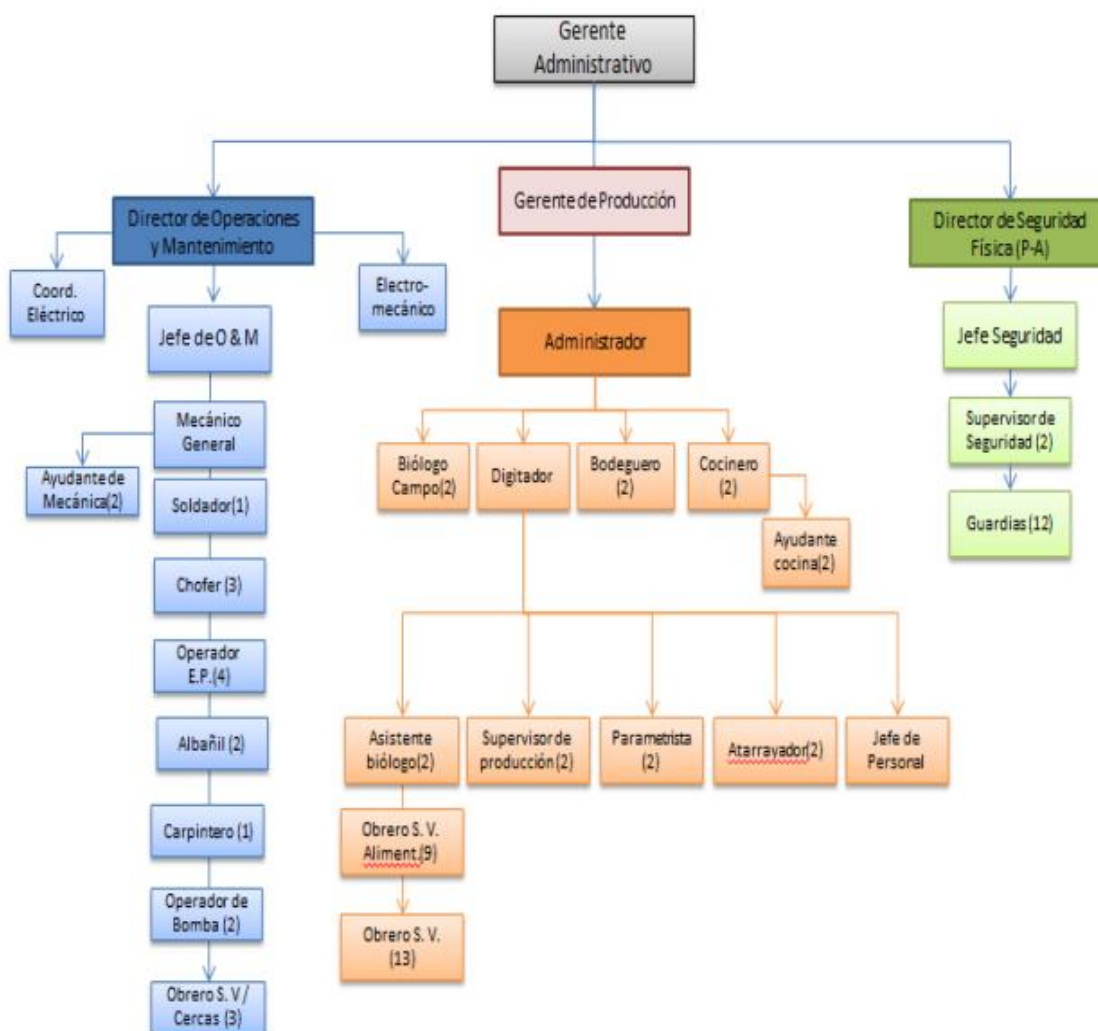 Gerente
Administrativo
Gerente de Producción
Director de Operaciones
y Mantenimiento
Director de Seguridad
Física (P-A)
Coord.
Eléctrico
Electro-
mecánico
Jefe de O & M
Administrador
Jefe Seguridad
Mecánico
General
Ayudante de
Mecánica(2)
Soldador(1)
Chofer (3)
Operador
E.P.(4)
Albañil (2)
Carpintero (1)
Operador de
Bomba (2)
Obrero S. V /
Cercas (3)
Biólogo
Campo(2)
Digitador
Bodeguero
(2)
Cocinero
(2)
Ayudante
cocina(2)
Supervisor de
Seguridad (2)
Guardias (12)
Asistente
biólogo(2)
Supervisor de
producción (2)
Parametrista
(2)
Atarrayador(2)
Jefe de
Personal
Obrero S. V.
Aliment.(9)
Obrero S. V.
(13)